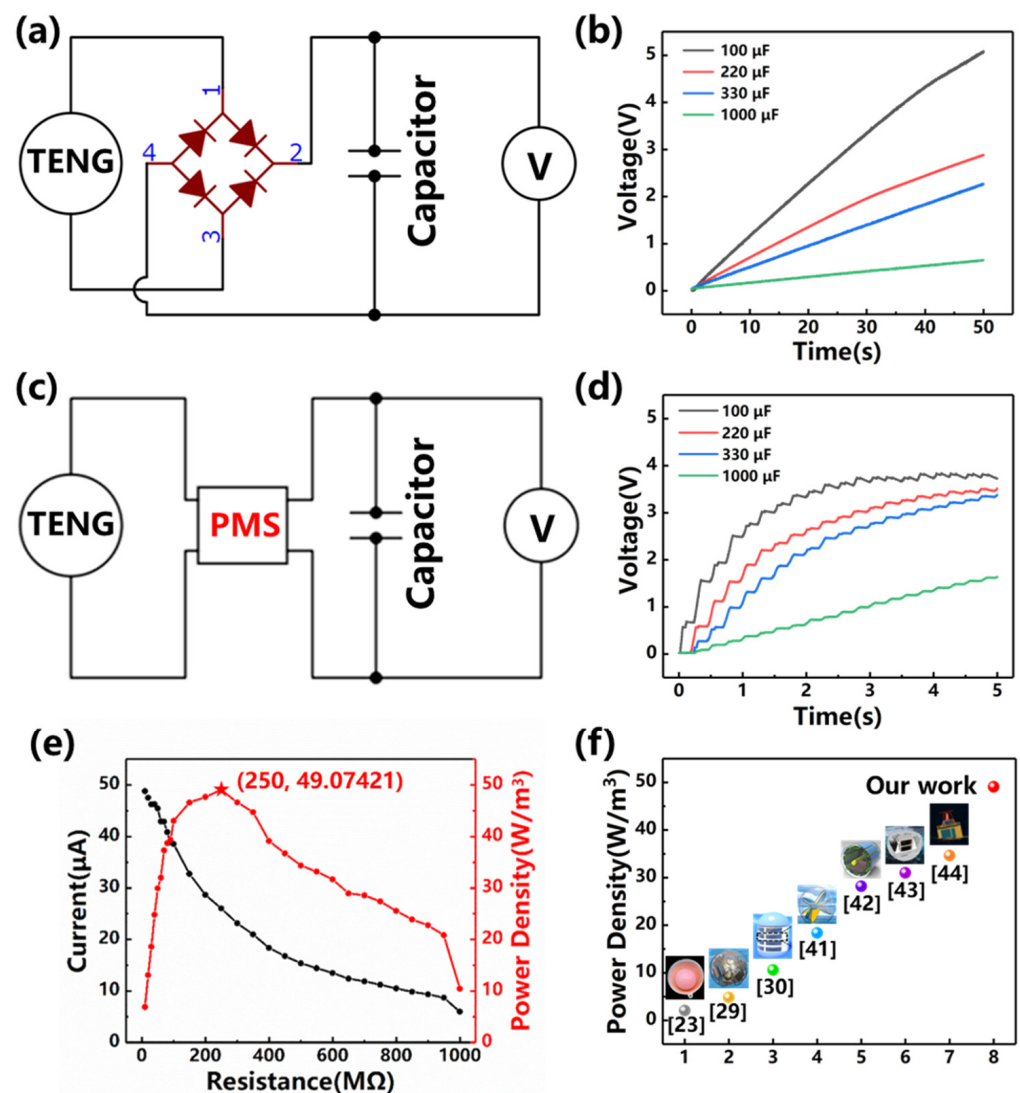 (a)
TENG
1
2
3
4
Capacitor
V
(b)
100 μF
220 μF
330 μF
1000 μF
Voltage(V)
5
4
3
2
1
0
0 10 20 30 40 50
Time(s)
(c)
TENG
PMS
Capacitor
V
(d)
100 μF
220 μF
330 μF
1000 μF
Voltage(V)
5
4
3
2
1
0
0 1 2 3 4 5
Time(s)
(e)
(250, 49.07421)
Current(μA)
50
40
30
20
10
0
0 200 400 600 800 1000
Resistance(MΩ)
50
40
30
20
10
0
Power Density(W/m³)
(f)
Our work
Power Density(W/m³)
50
40
30
20
10
0
[23]
[29]
[30]
[41]
[42]
[43]
[44]
1 2 3 4 5 6 7 8